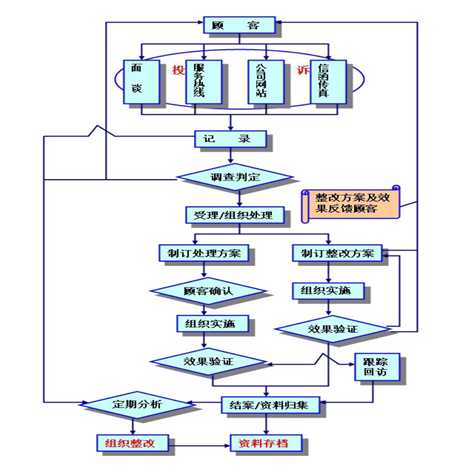 顾 客
面谈
投
服务热线
公司网站
诉
信函传真
记 录
调查判定
整改方案及效
果反馈顾客
受理/组织处理
制订处理方案
制订整改方案
顾客确认
组织实施
组织实施
效果验证
效果验证
跟踪
回访
定期分析
结案/资料归集
组织整改
资料存档